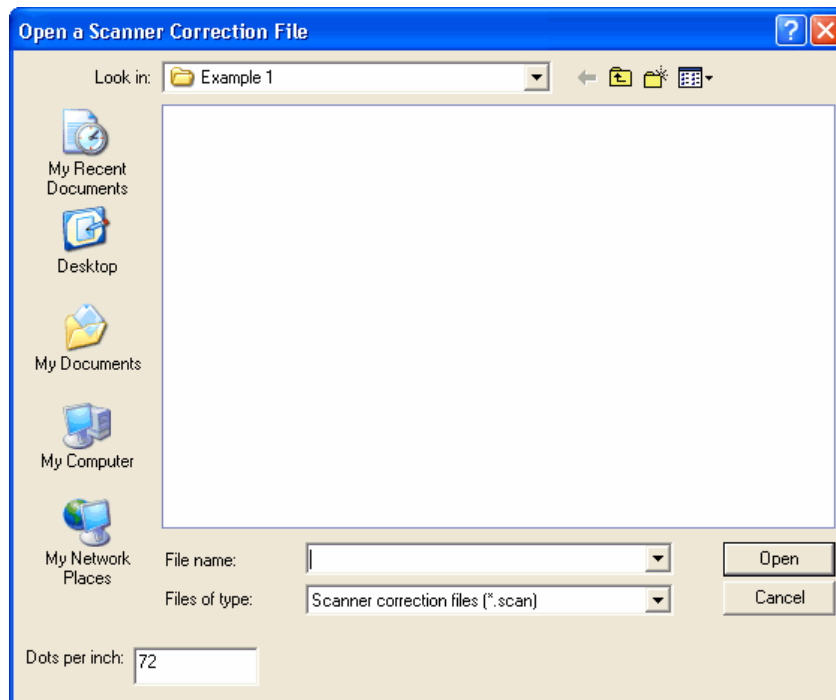 Open a Scanner Correction File
Look in: Example 1
My Recent
Documents
Desktop
My Documents
My Computer
My Network
Places
File name:
Open
Files of type: Scanner correction files (*.scan)
Cancel
Dots per inch: 72